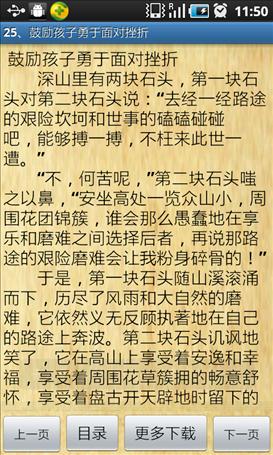 11:50
25、鼓励孩子勇于面对挫折
鼓励孩子勇于面对挫折
深山里有两块石头，第一块石
头对第二块石头说：“去经一经路途
的艰险坎坷和世事的磕磕碰碰
吧，能够搏一搏，不枉来此世一
遭。”
“不，何苦呢，”第二块石头嗤
之以鼻，“安坐高处一览众山小，周
围花团锦簇，谁会那么愚蠢地在享
乐和磨难之间选择后者，再说那路
途的艰险磨难会让我粉身碎骨的！”
于是，第一块石头随山溪滚涌
而下，历尽了风雨和大自然的磨
难，它依然义无反顾执著地在自己
的路途上奔波。第二块石头讥讽地
笑了，它在高山上享受着安逸和幸
福，享受着周围花草簇拥的畅意舒
怀，享受着盘古开天辟地时留下的
上一页
目录
更多下载
下一页